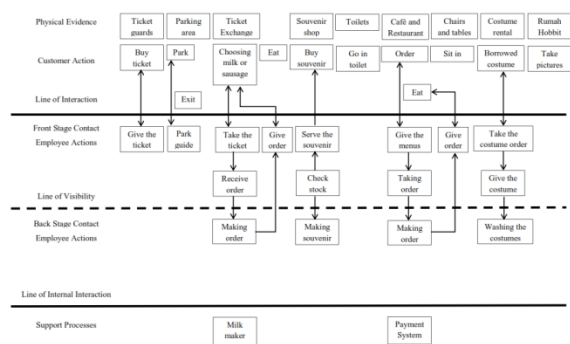 Physical Evidence
Ticket guards
Parking area
Ticket Exchange
Souvenir shop
Toilets
Café and Restaurant
Chairs and tables
Costume rental
Rumah Hobbit
Customer Action
Buy ticket
Park
Choosing milk or sausage
Eat
Buy souvenir
Go in toilet
Order
Sit in
Borrowed costume
Take pictures
Line of Interaction
Exit
Eat
Front Stage Contact
Employee Actions
Give the ticket
Park guide
Take the ticket
Give order
Serve the souvenir
Give the menus
Give order
Take the costume order
Receive order
Check stock
Taking order
Give the costume
Line of Visibility
Back Stage Contact
Employee Actions
Making order
Making souvenir
Making order
Washing the costumes
Line of Internal Interaction
Support Processes
Milk maker
Payment System